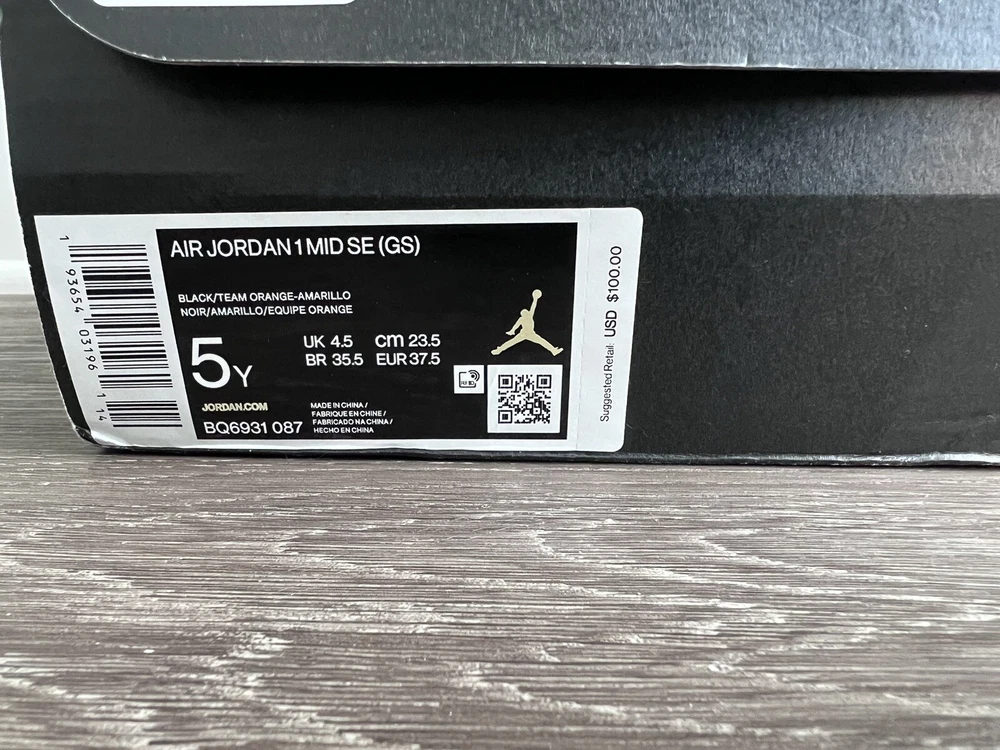 AIR JORDAN 1 MID SE (GS)
BLACK/TEAM ORANGE-AMARILLO
NOIR/AMARILLO/EQUIPE ORANGE
5Y
UK 4.5 cm 23.5
BR 35.5 EUR 37.5
JORDAN.COM
BQ6931 087
MADE IN CHINA /
FABRIQUE EN CHINE /
FABRICADO NA CHINA /
HECHO EN CHINA
1 93654 03196 1 14
Suggested Retail: USD $100.00